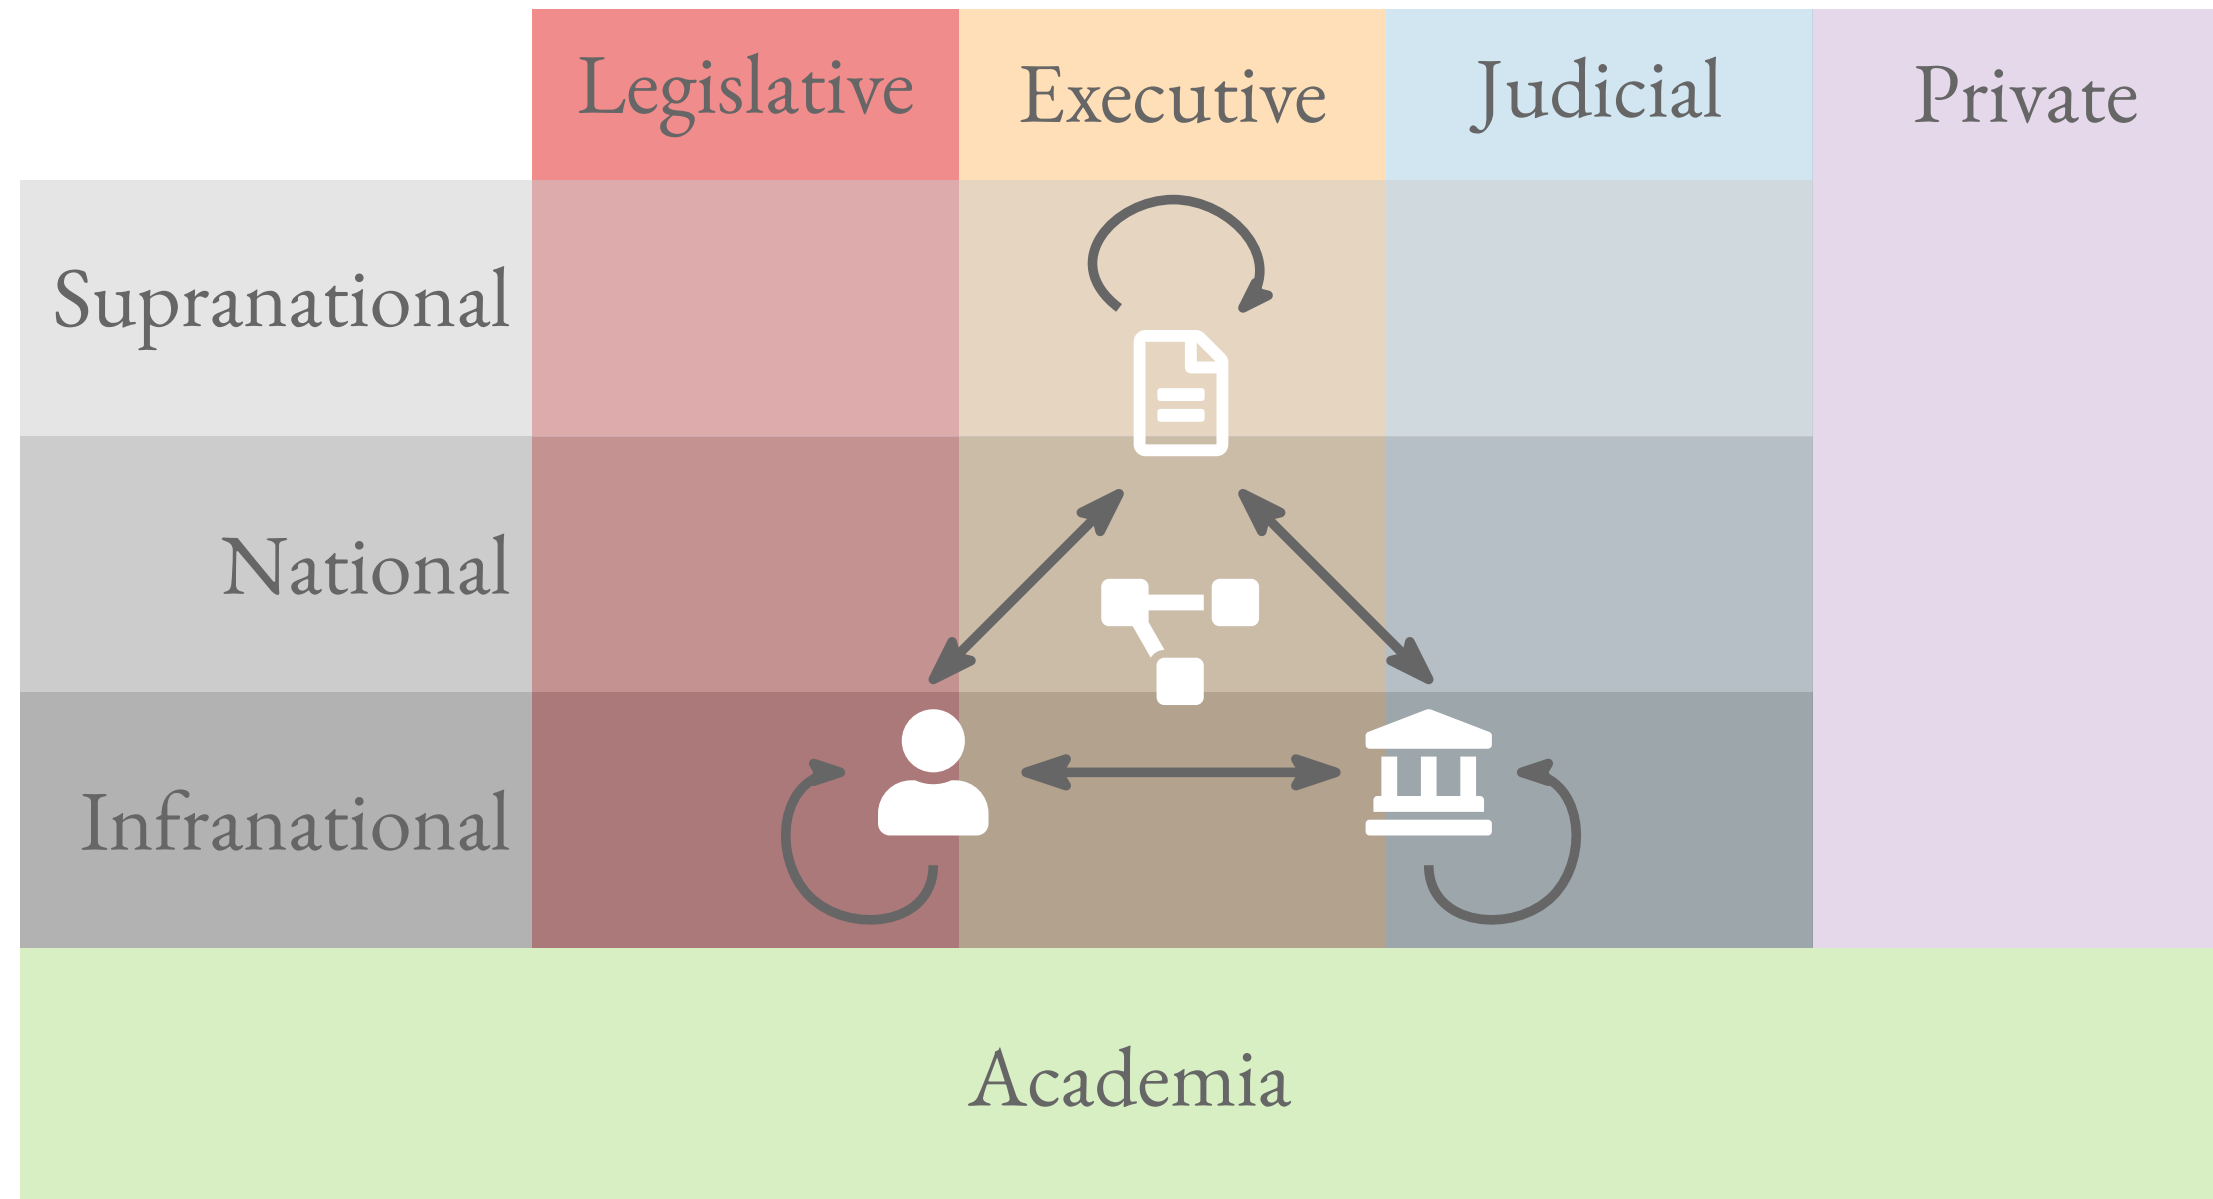 Legislative
Executive
Judicial
Private
Supranational
National
Infranational
Academia